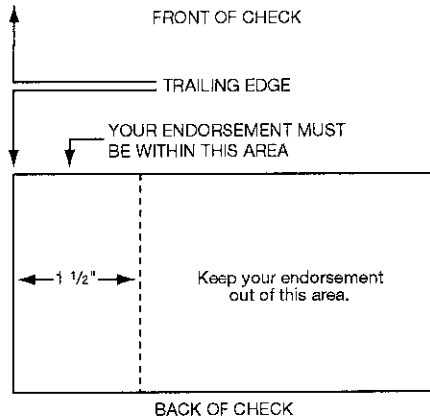 FRONT OF CHECK
TRAILING EDGE
YOUR ENDORSEMENT MUST
BE WITHIN THIS AREA
1 1/2"
Keep your endorsement
out of this area.
BACK OF CHECK